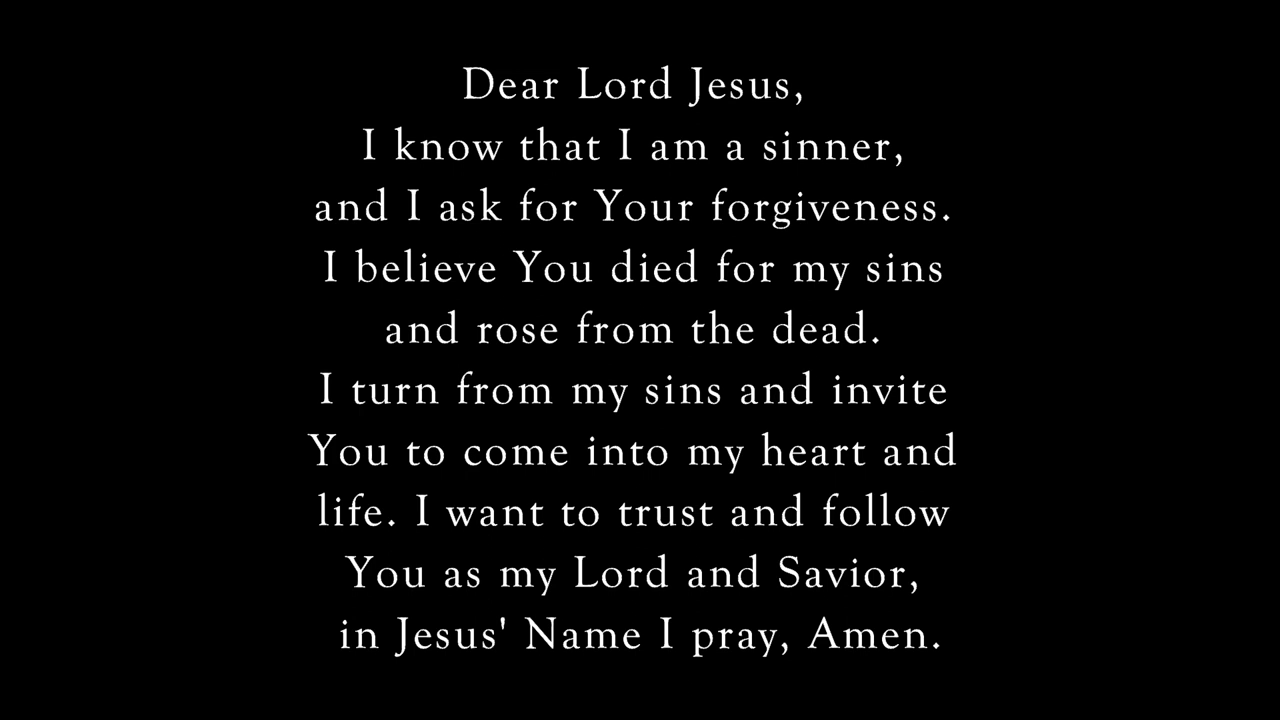 Dear Lord Jesus,
I know that I am a sinner,
and I ask for Your forgiveness.
I believe You died for my sins
and rose from the dead.
I turn from my sins and invite
You to come into my heart and
life. I want to trust and follow
You as my Lord and Savior,
in Jesus' Name I pray, Amen.